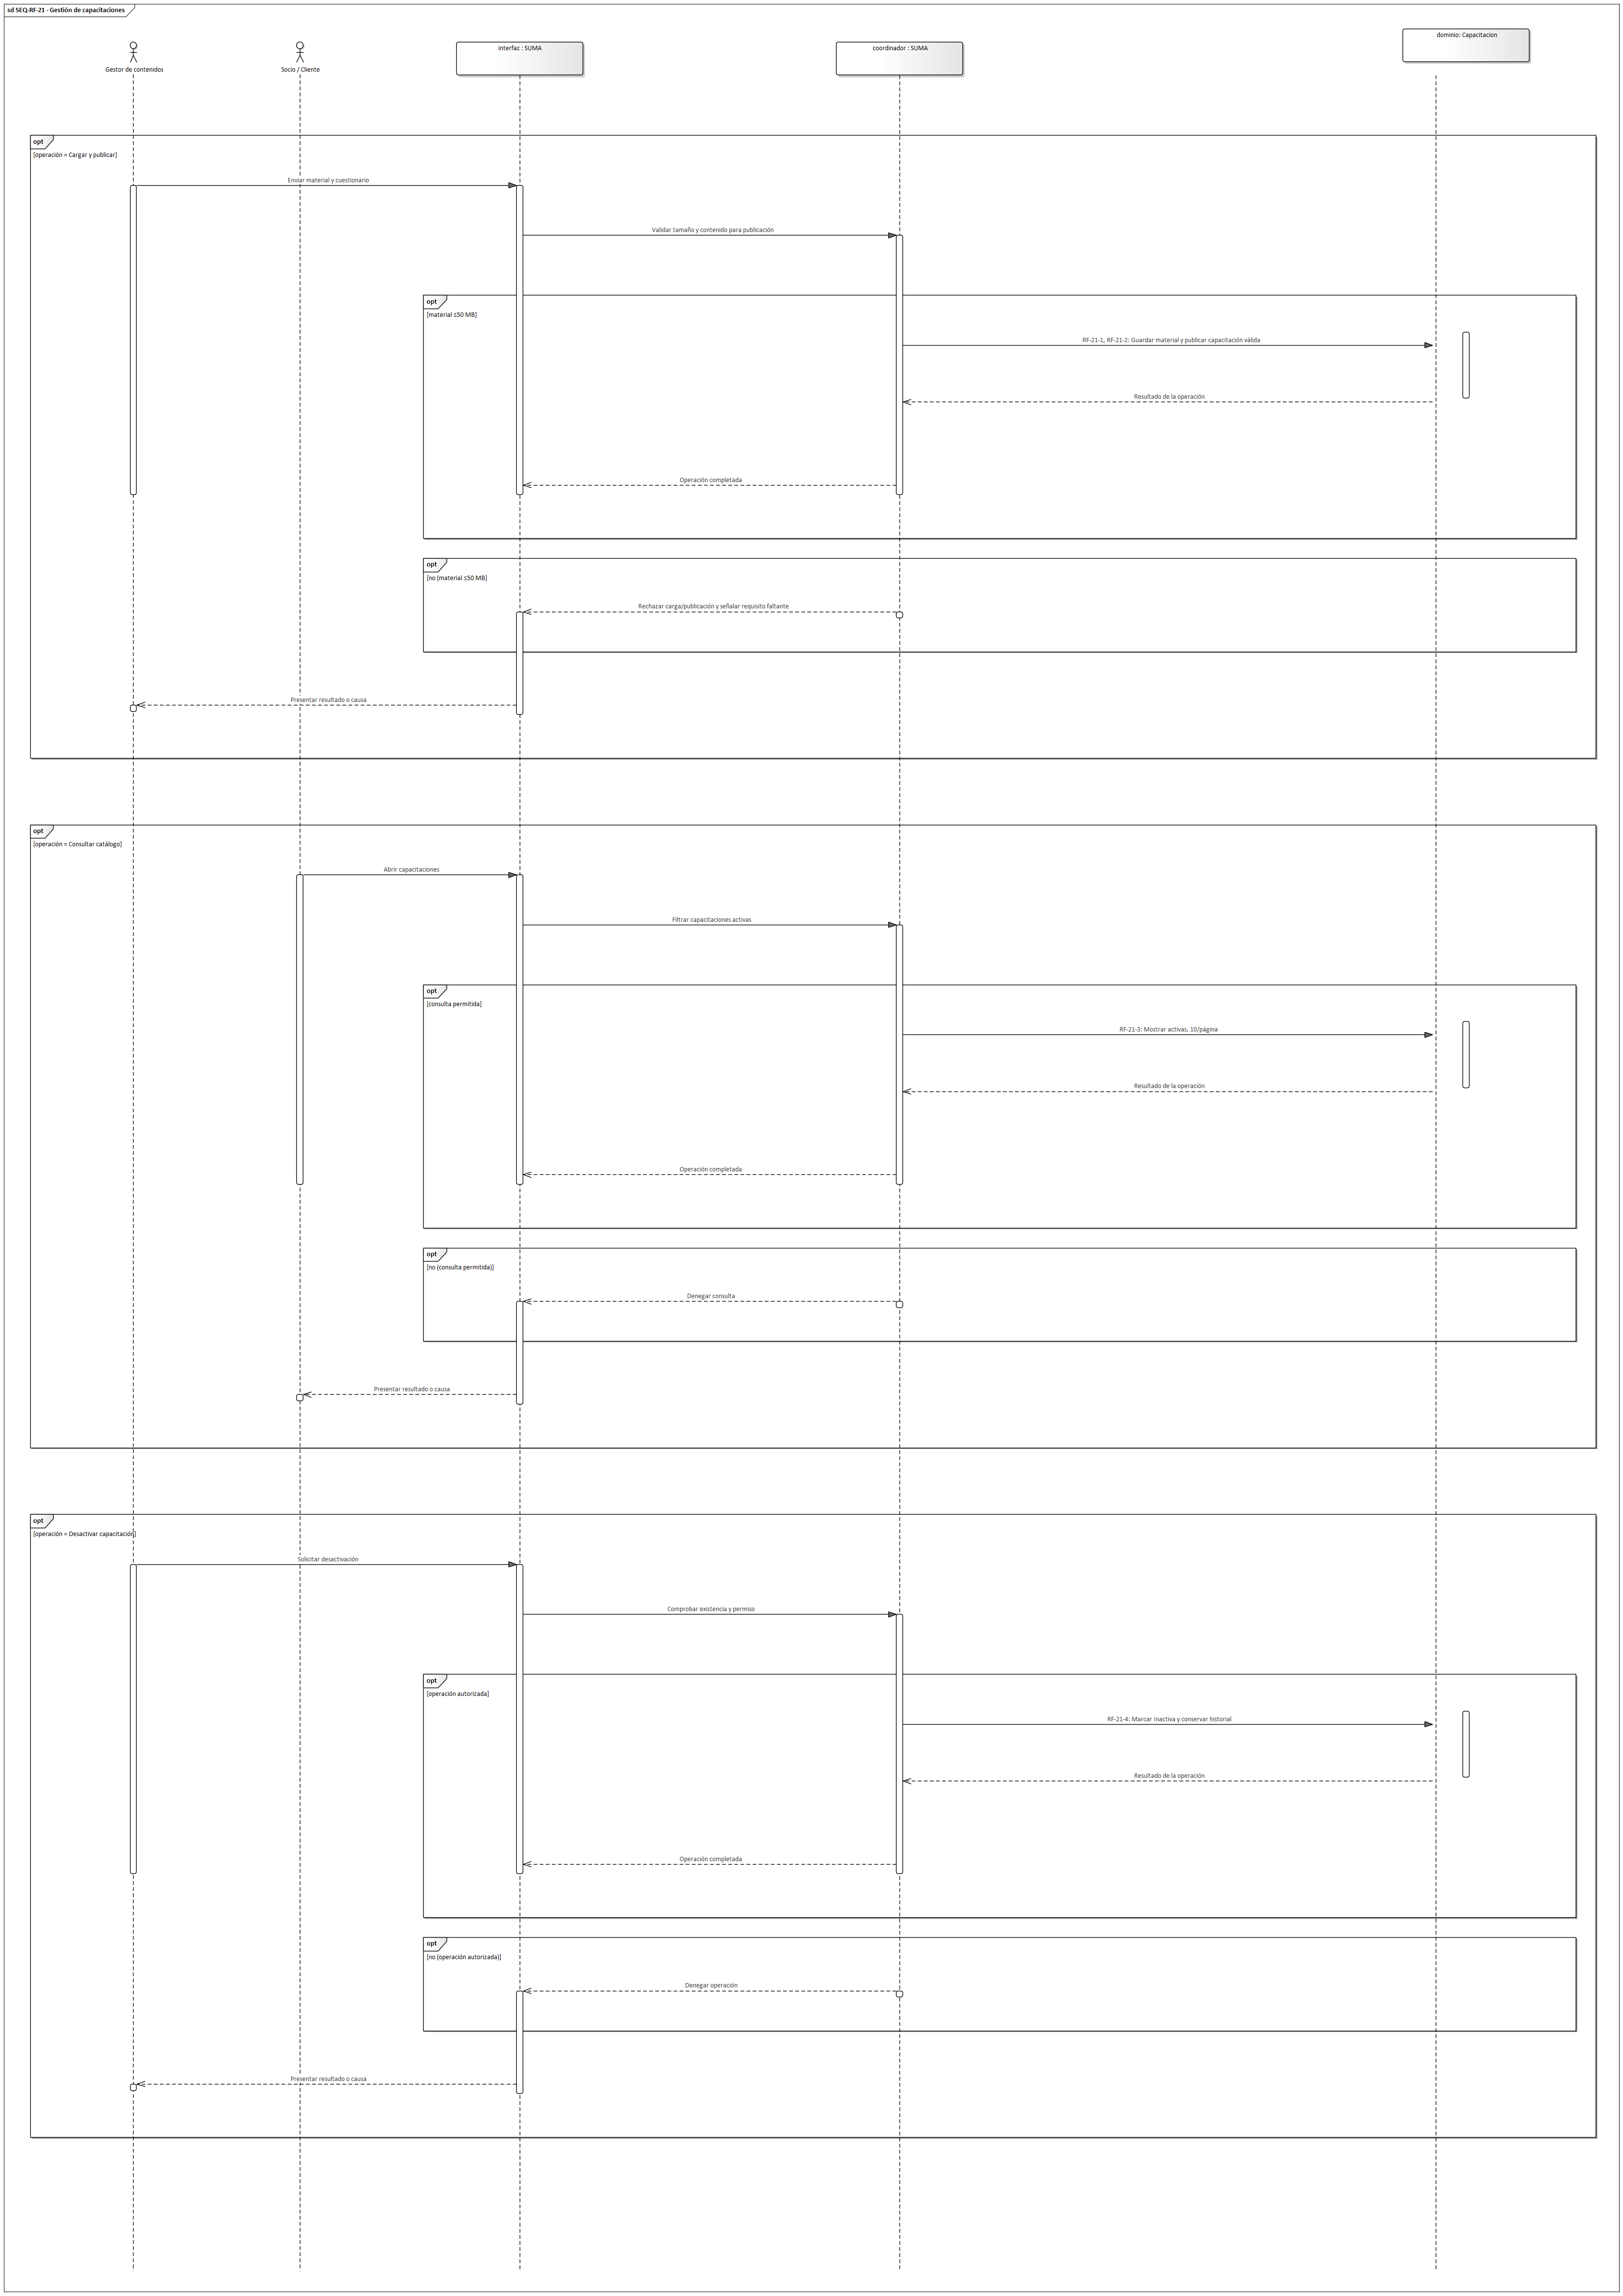 sd SEQ-RF-21 - Gestión de capacitaciones
Gestor de contenidos
Socio / Cliente
interfaz : SUMA
coordinador : SUMA
dominio: Capacitacion
opt
[operación = Cargar y publicar]
Enviar material y cuestionario
Validar tamaño y contenido para publicación
opt
[material ≤50 MB]
RF-21-1, RF-21-2: Guardar material y publicar capacitación válida
Resultado de la operación
Operación completada
opt
[no (material ≤50 MB]
Rechazar carga/publicación y señalar requisito faltante
Presentar resultado o causa
opt
[operación = Consultar catálogo]
Abrir capacitaciones
Filtrar capacitaciones activas
opt
[consulta permitida]
RF-21-3: Mostrar activas, 10/página
Resultado de la operación
Operación completada
opt
[no (consulta permitida)]
Denegar consulta
Presentar resultado o causa
opt
[operación = Desactivar capacitación]
Solicitar desactivación
Comprobar existencia y permiso
opt
[operación autorizada]
RF-21-4: Marcar inactiva y conservar historial
Resultado de la operación
Operación completada
opt
[no (operación autorizada)]
Denegar operación
Presentar resultado o causa